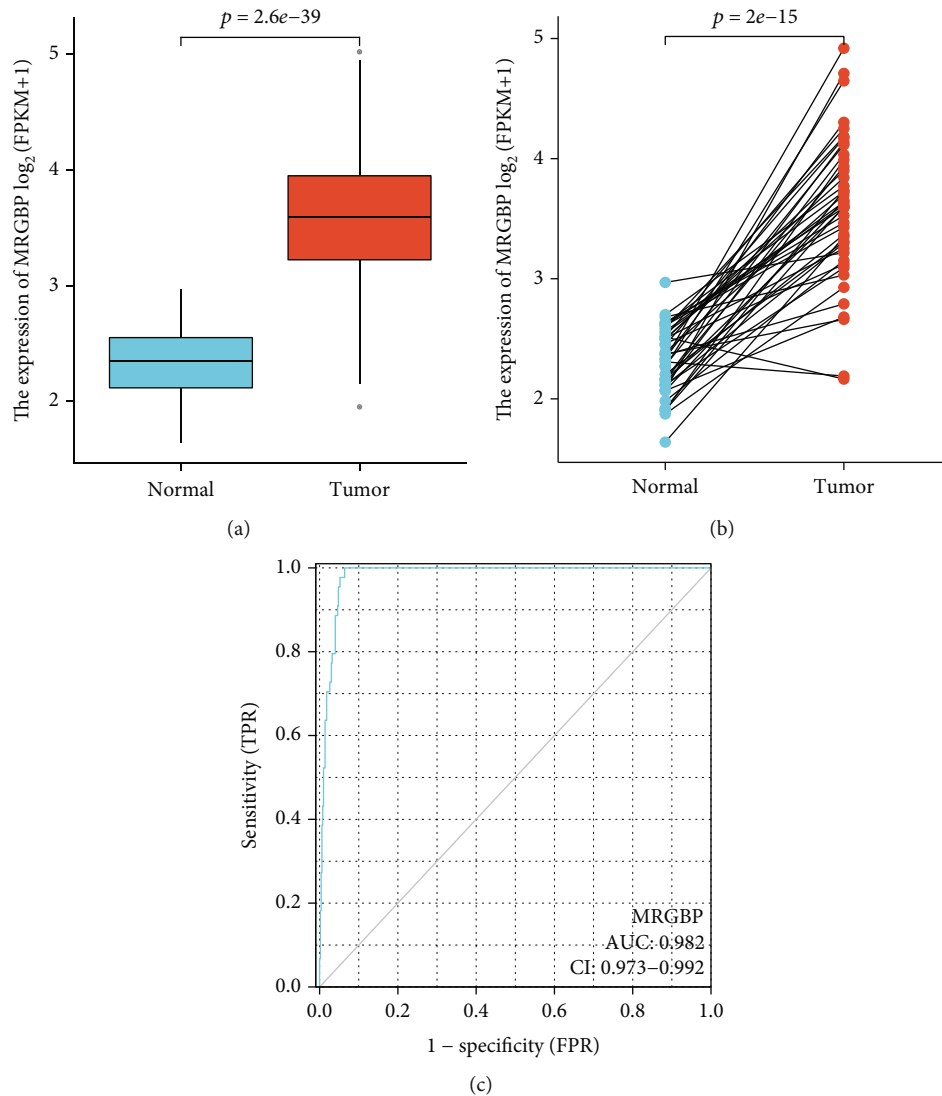 p = 2.6e−39
The expression of MRGBP log₂ (FPKM+1)
5
4
3
2
Normal
Tumor
(a)
p = 2e−15
The expression of MRGBP log₂ (FPKM+1)
5
4
3
2
Normal
Tumor
(b)
Sensitivity (TPR)
1.0
0.8
0.6
0.4
0.2
0.0
MRGBP
AUC: 0.982
CI: 0.973−0.992
0.0 0.2 0.4 0.6 0.8 1.0
1 − specificity (FPR)
(c)